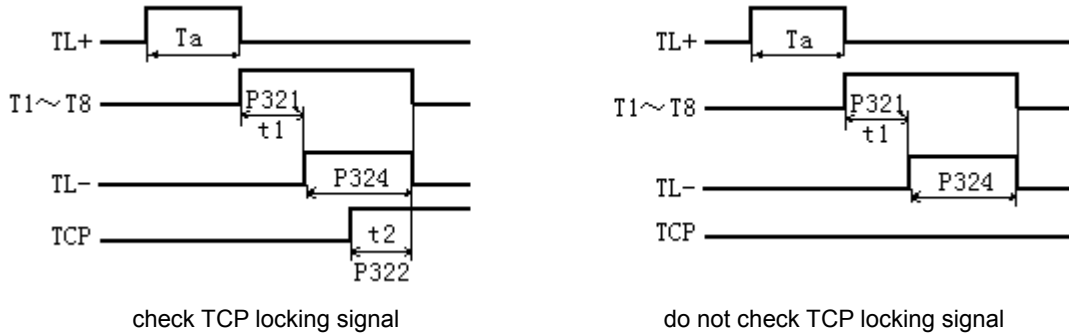 TL+
Ta
T1～T8
P321
t1
TL-
P324
TCP
t2
P322
check TCP locking signal
TL+
Ta
T1～T8
P321
t1
TL-
P324
TCP
do not check TCP locking signal